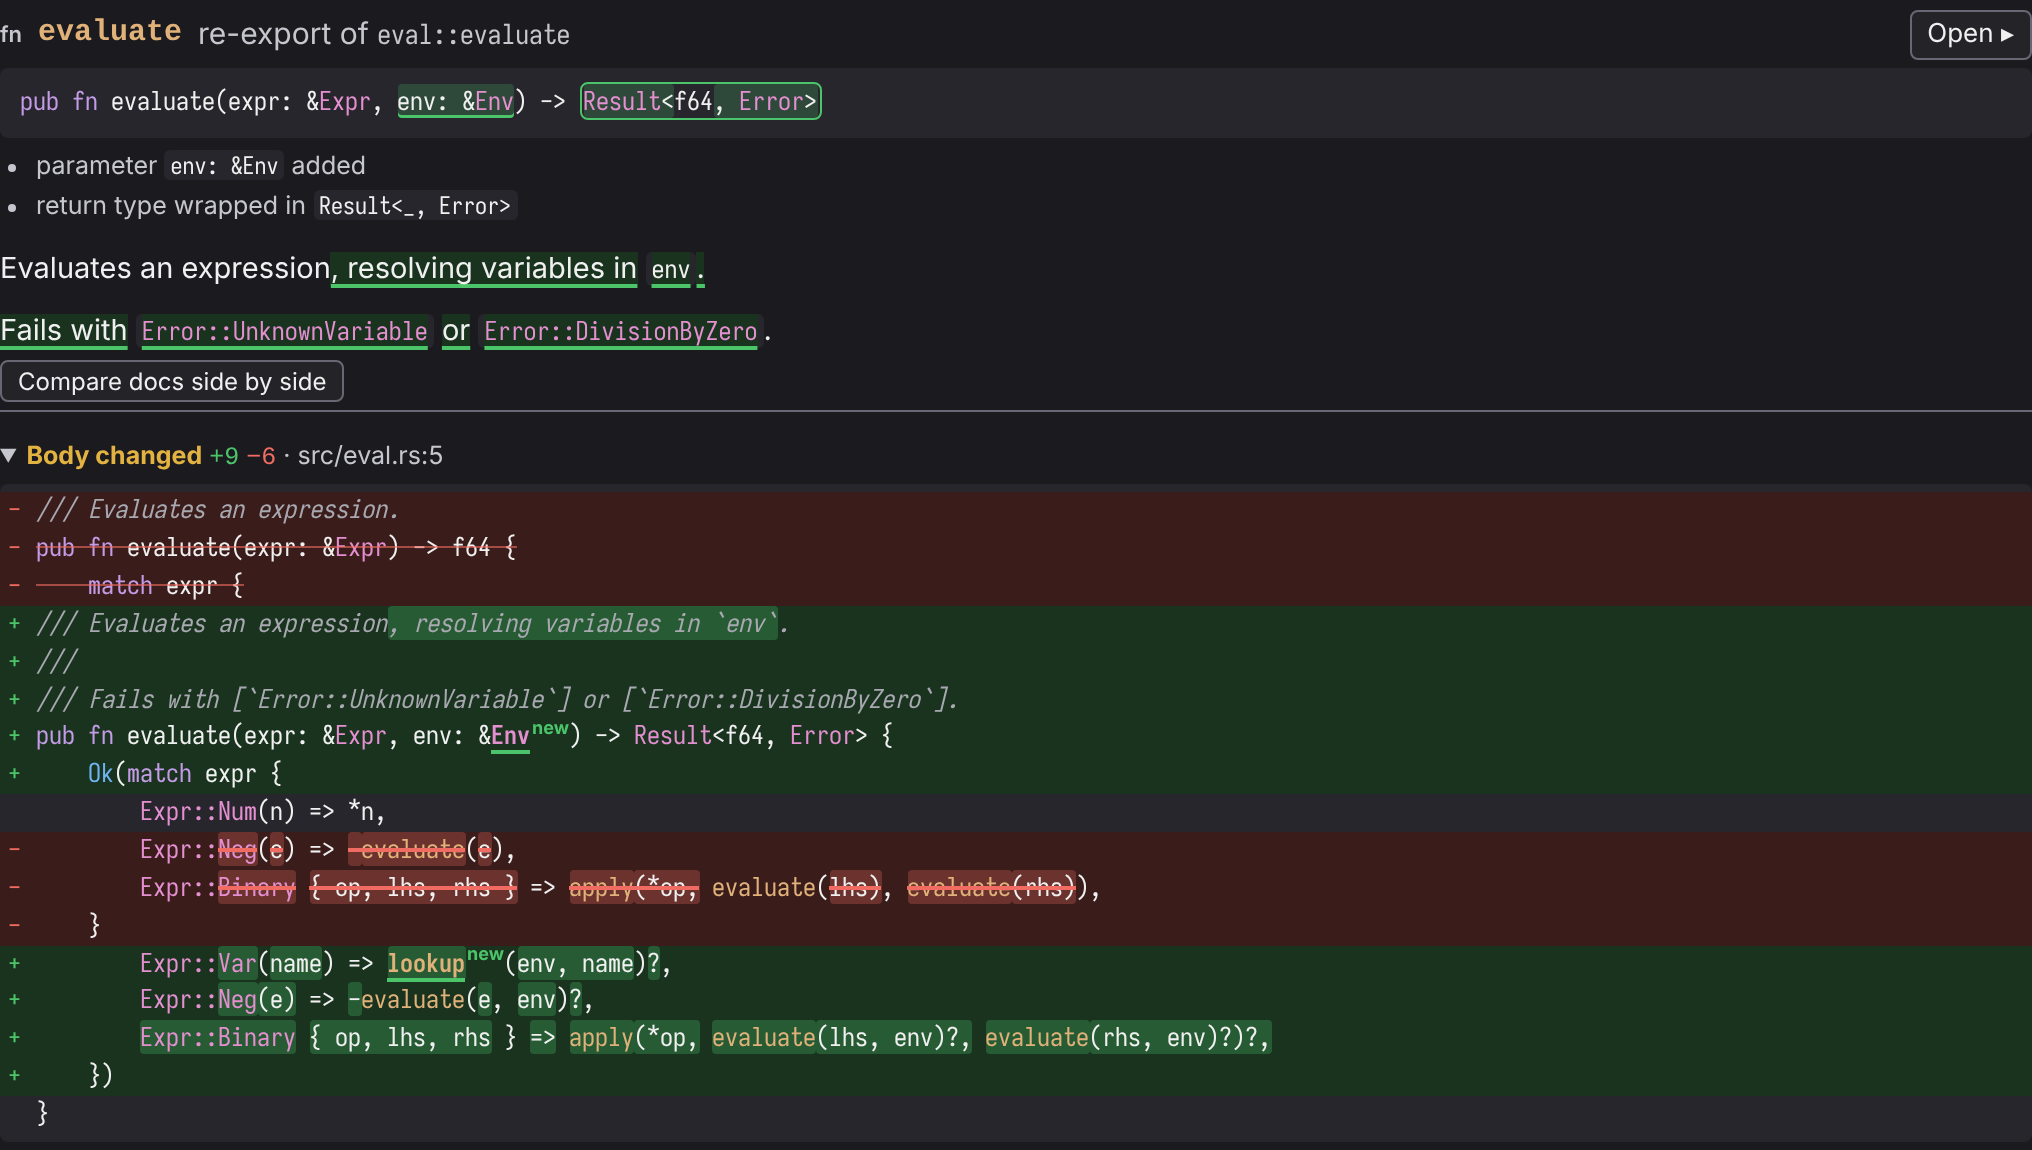 fn evaluate re-export of eval::evaluate Open ▸
pub fn evaluate(expr: &Expr, env: &Env) -> Result<f64, Error>
• parameter env: &Env added
• return type wrapped in Result<_, Error>
Evaluates an expression, resolving variables in env.
Fails with Error::UnknownVariable or Error::DivisionByZero.
Compare docs side by side
▼ Body changed +9 −6 · src/eval.rs:5
- /// Evaluates an expression.
- pub fn evaluate(expr: &Expr) -> f64 {
-     match expr {
+ /// Evaluates an expression, resolving variables in `env`.
+ ///
+ /// Fails with [`Error::UnknownVariable`] or [`Error::DivisionByZero`].
+ pub fn evaluate(expr: &Expr, env: &Env new) -> Result<f64, Error> {
+     Ok(match expr {
        Expr::Num(n) => *n,
-         Expr::Neg(e) => -evaluate(e),
-         Expr::Binary { op, lhs, rhs } => apply(*op, evaluate(lhs), evaluate(rhs)),
-     }
+         Expr::Var(name) => lookup new(env, name)?,
+         Expr::Neg(e) => -evaluate(e, env)?,
+         Expr::Binary { op, lhs, rhs } => apply(*op, evaluate(lhs, env)?, evaluate(rhs, env)?)?,
+     })
}